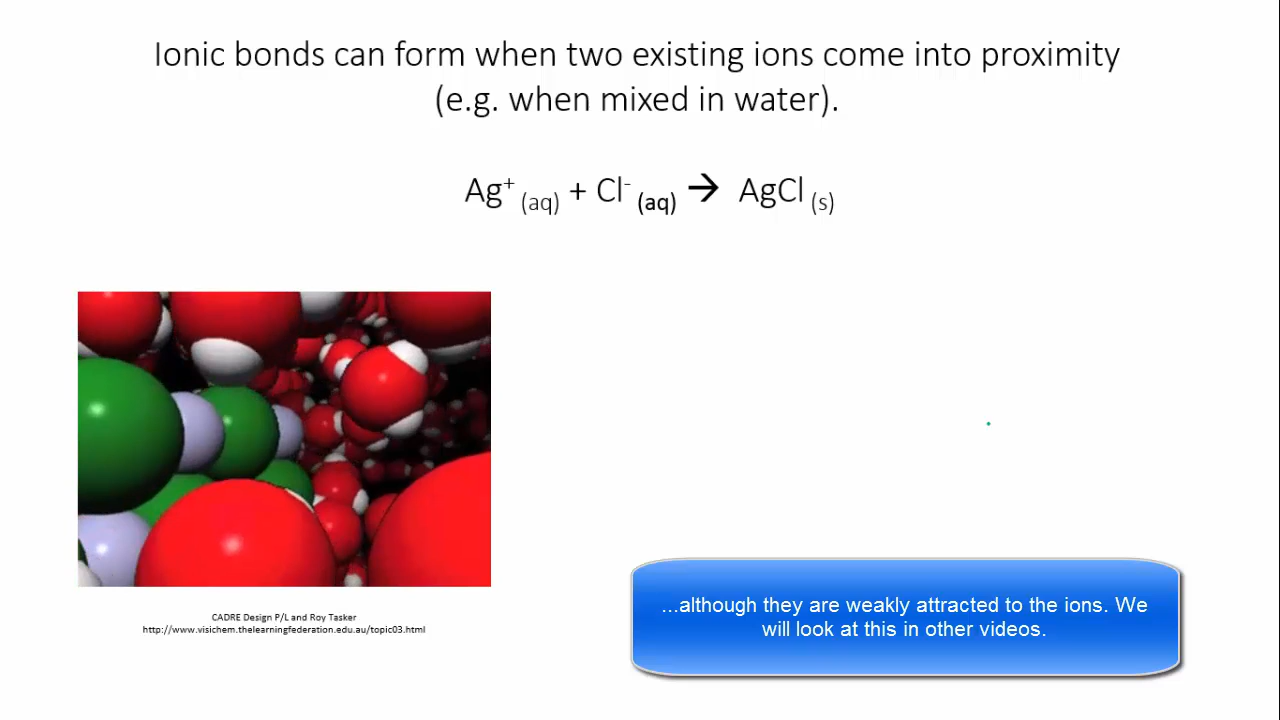 Ionic bonds can form when two existing ions come into proximity
(e.g. when mixed in water).
Ag⁺ (aq) + Cl⁻ (aq) → AgCl (s)
CADRE Design P/L and Roy Tasker
http://www.visichem.thelearningfederation.edu.au/topic03.html
...although they are weakly attracted to the ions. We
will look at this in other videos.